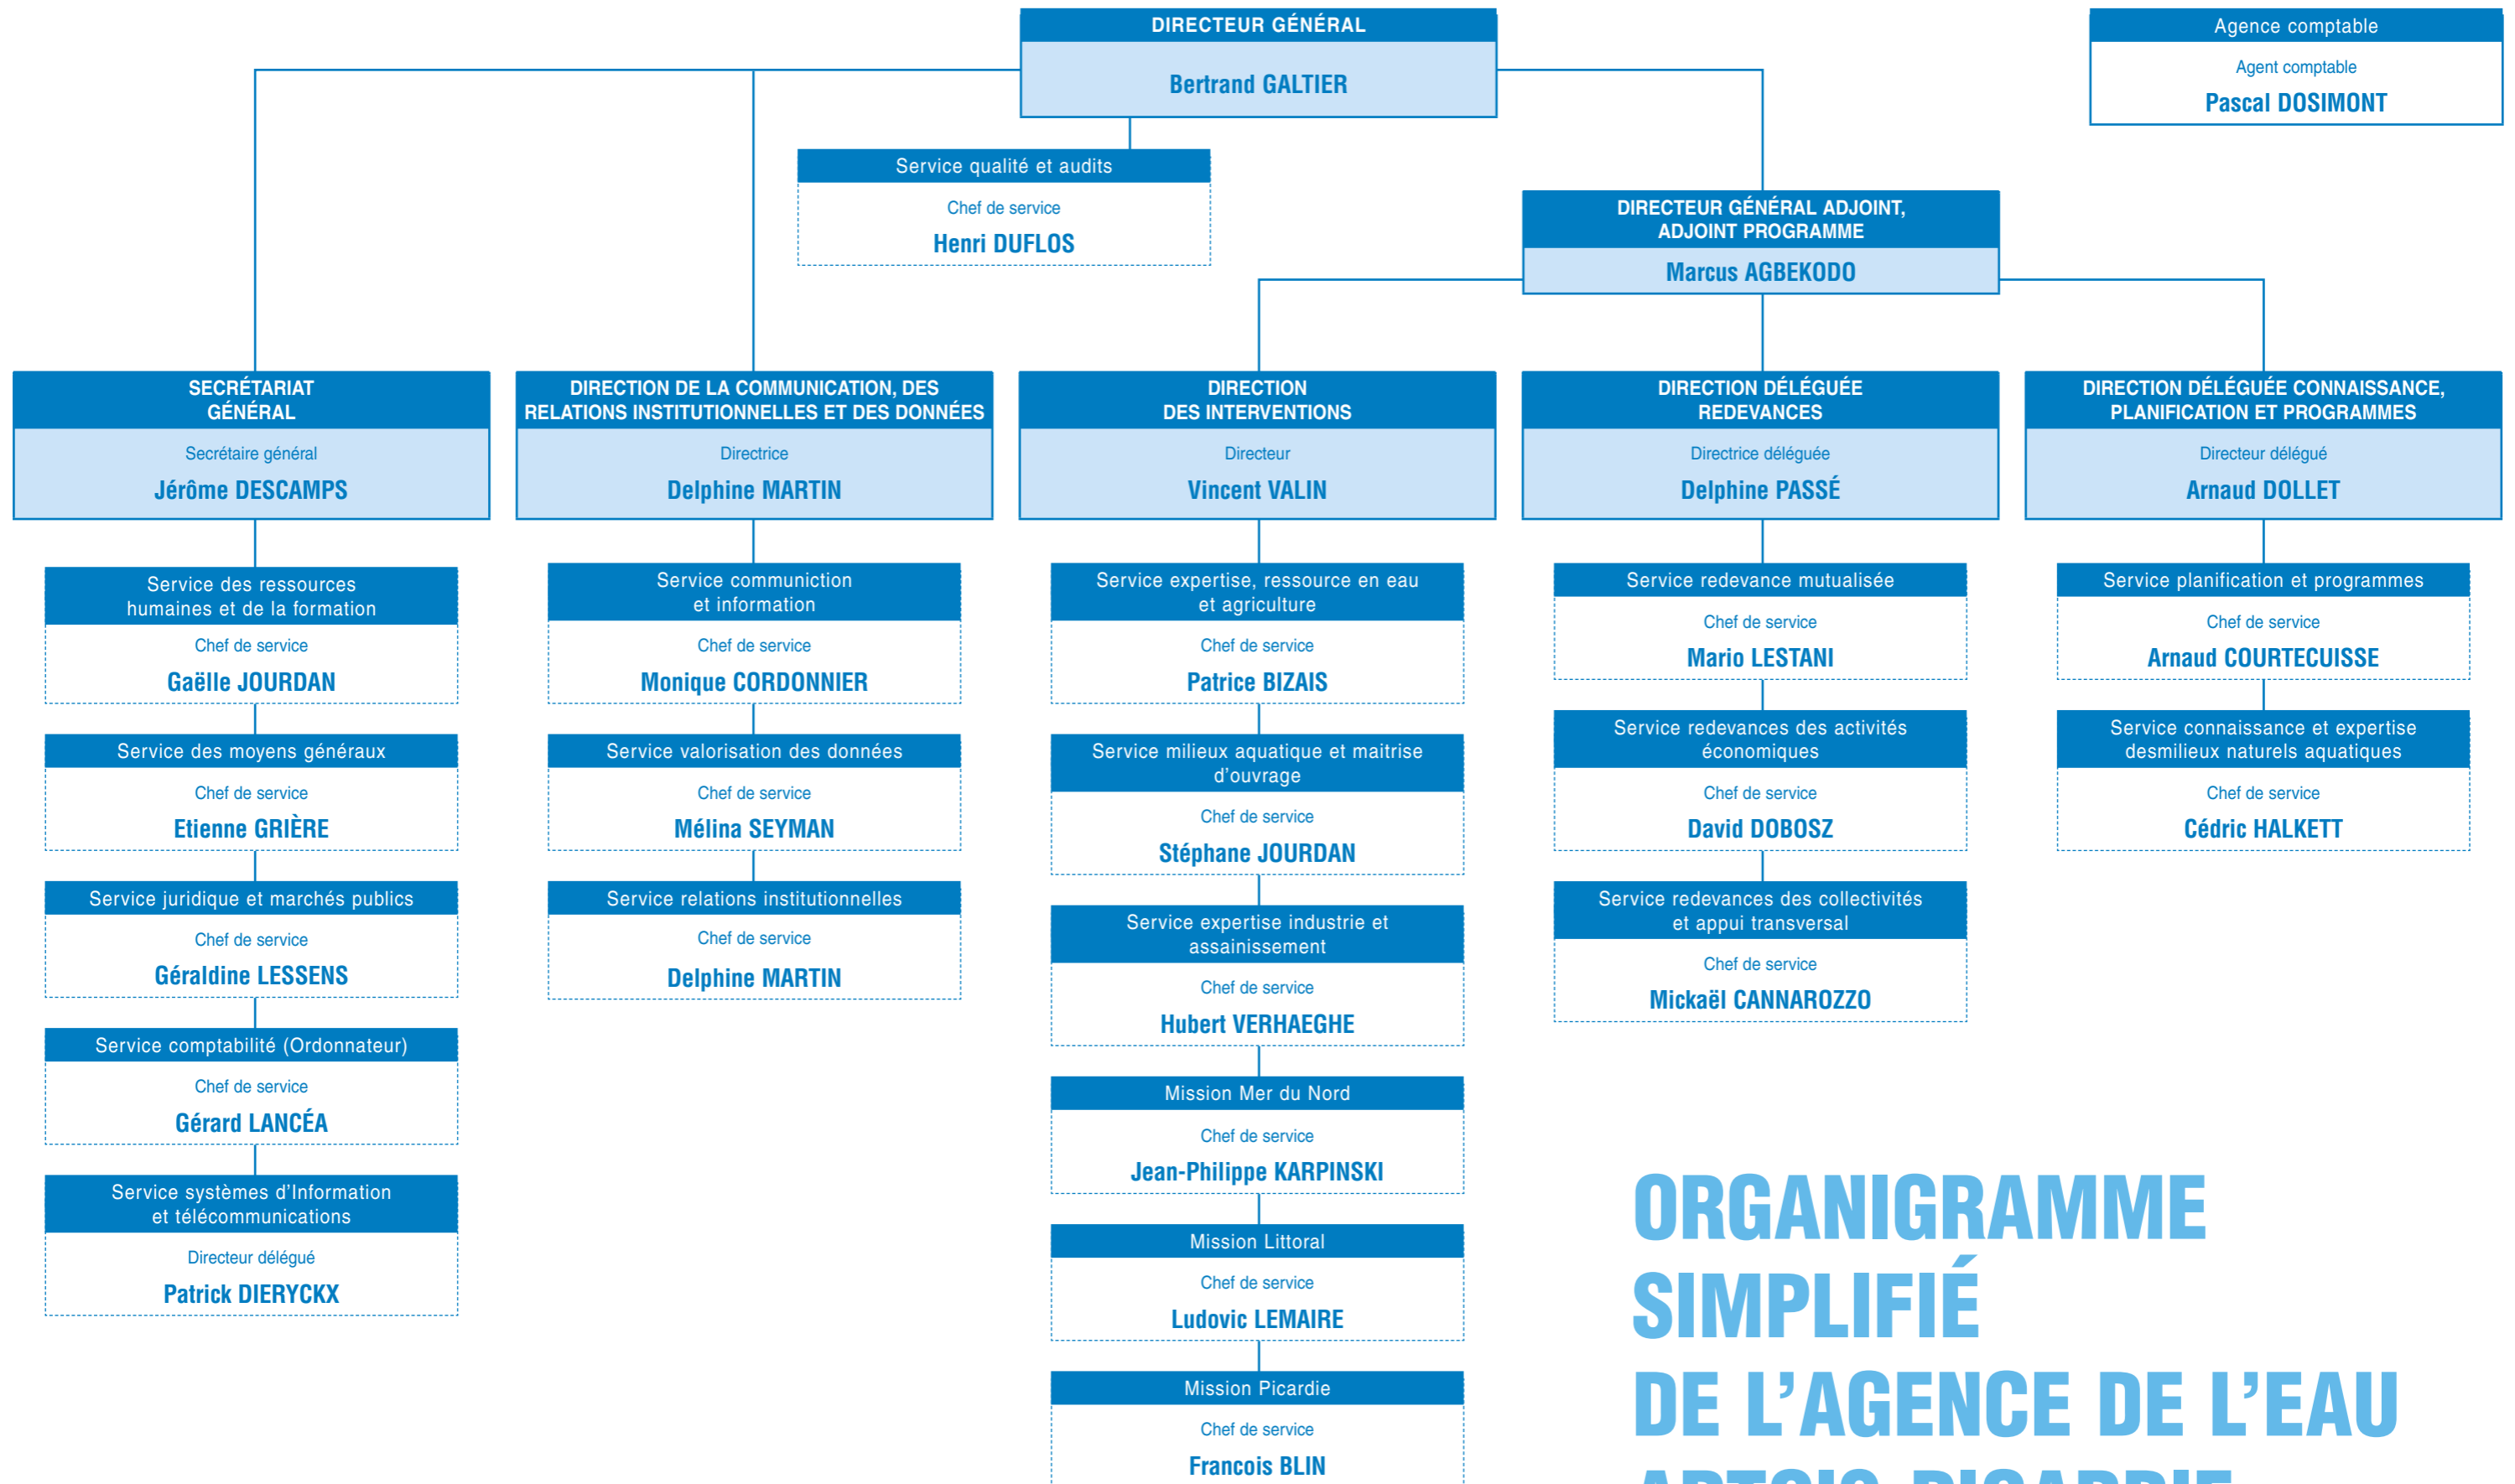 DIRECTEUR GÉNÉRAL
Bertrand GALTIER
Agence comptable
Agent comptable
Pascal DOSIMONT
Service qualité et audits
Chef de service
Henri DUFLOS
DIRECTEUR GÉNÉRAL ADJOINT,
ADJOINT PROGRAMME
Marcus AGBEKODO
SECRÉTARIAT
GÉNÉRAL
Secrétaire général
Jérôme DESCAMPS
Service des ressources
humaines et de la formation
Chef de service
Gaëlle JOURDAN
Service des moyens généraux
Chef de service
Etienne GRIÈRE
Service juridique et marchés publics
Chef de service
Géraldine LESSENS
Service comptabilité (Ordonnateur)
Chef de service
Gérard LANCÉA
Service systèmes d'Information
et télécommunications
Directeur délégué
Patrick DIERYCKX
DIRECTION DE LA COMMUNICATION, DES
RELATIONS INSTITUTIONNELLES ET DES DONNÉES
Directrice
Delphine MARTIN
Service communiction
et information
Chef de service
Monique CORDONNIER
Service valorisation des données
Chef de service
Mélina SEYMAN
Service relations institutionnelles
Chef de service
Delphine MARTIN
DIRECTION
DES INTERVENTIONS
Directeur
Vincent VALIN
Service expertise, ressource en eau
et agriculture
Chef de service
Patrice BIZAIS
Service milieux aquatique et maitrise
d'ouvrage
Chef de service
Stéphane JOURDAN
Service expertise industrie et
assainissement
Chef de service
Hubert VERHAEGHE
Mission Mer du Nord
Chef de service
Jean-Philippe KARPINSKI
Mission Littoral
Chef de service
Ludovic LEMAIRE
Mission Picardie
Chef de service
Francois BLIN
DIRECTION DÉLÉGUÉE
REDEVANCES
Directrice déléguée
Delphine PASSÉ
Service redevance mutualisée
Chef de service
Mario LESTANI
Service redevances des activités
économiques
Chef de service
David DOBOSZ
Service redevances des collectivités
et appui transversal
Chef de service
Mickaël CANNAROZZO
DIRECTION DÉLÉGUÉE CONNAISSANCE,
PLANIFICATION ET PROGRAMMES
Directeur délégué
Arnaud DOLLET
Service planification et programmes
Chef de service
Arnaud COURTECUISSE
Service connaissance et expertise
desmilieux naturels aquatiques
Chef de service
Cédric HALKETT
ORGANIGRAMME
SIMPLIFIÉ
DE L'AGENCE DE L'EAU
ARTOIS-PICARDIE